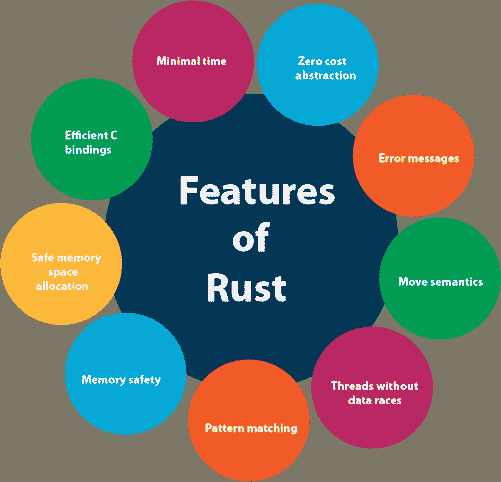 Features
of
Rust
Minimal time
Zero cost
abstraction
Error messages
Move semantics
Threads without
data races
Pattern matching
Memory safety
Safe memory
space
allocation
Efficient C
bindings